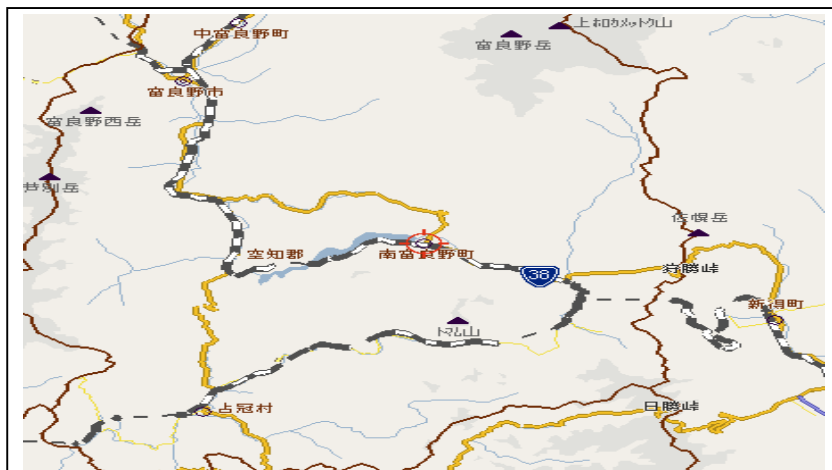 中富良野町
上ホロカメットク山
富良野岳
富良野市
富良野西岳
芦別岳
佐幌岳
空知郡
南富良野町
狩勝峠
38
新得町
トマム山
占冠村
日勝峠